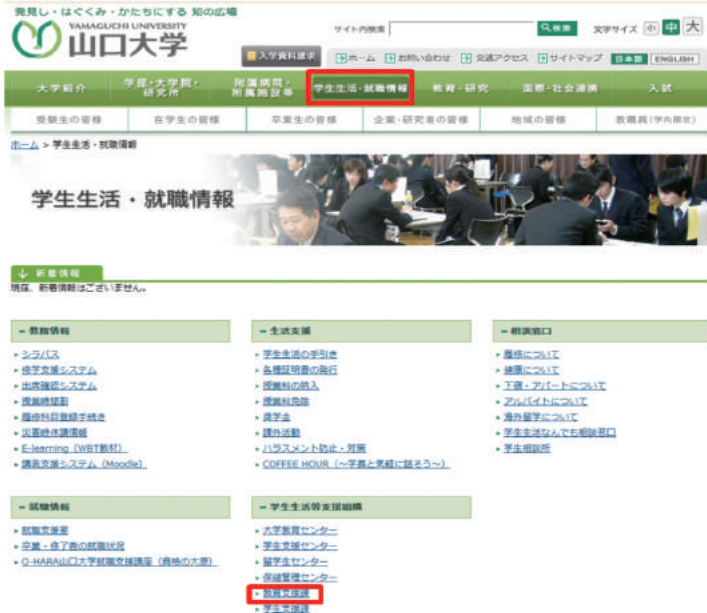 発見し・はぐくみ・かたちにする 知の広場
YAMAGUCHI UNIVERSITY
山口大学
サイト内検索
検索
文字サイズ 小 中 大
入学資料請求
ホーム お問い合わせ 交通アクセス サイトマップ 日本語 ENGLISH
大学紹介
学部・大学院・研究所
附属病院・附属施設等
学生生活・就職情報
教育・研究
国際・社会連携
入試
受験生の皆様
在学生の皆様
卒業生の皆様
企業・研究者の皆様
地域の皆様
教職員(学内限定)
ホーム > 学生生活・就職情報
学生生活・就職情報
新着情報
現在、新着情報はございません。
教務情報
シラバス
修学支援システム
出席確認システム
授業時間割
履修科目登録手続き
災害時休講情報
E-learning（WBT教材）
講義支援システム（Moodle）
生活支援
学生生活の手引き
各種証明書の発行
授業料の納入
授業料免除
奨学金
課外活動
ハラスメント防止・対策
COFFEE HOUR（～学長と気軽に話そう～）
相談窓口
履修について
健康について
下宿・アパートについて
アルバイトについて
海外留学について
学生生活なんでも相談窓口
学生相談所
就職情報
就職支援室
卒業・修了者の就職状況
O-HARA山口大学就職支援講座（資格の大原）
学生生活等支援組織
大学教育センター
学生支援センター
留学生センター
保健管理センター
教育支援課
学生支援課